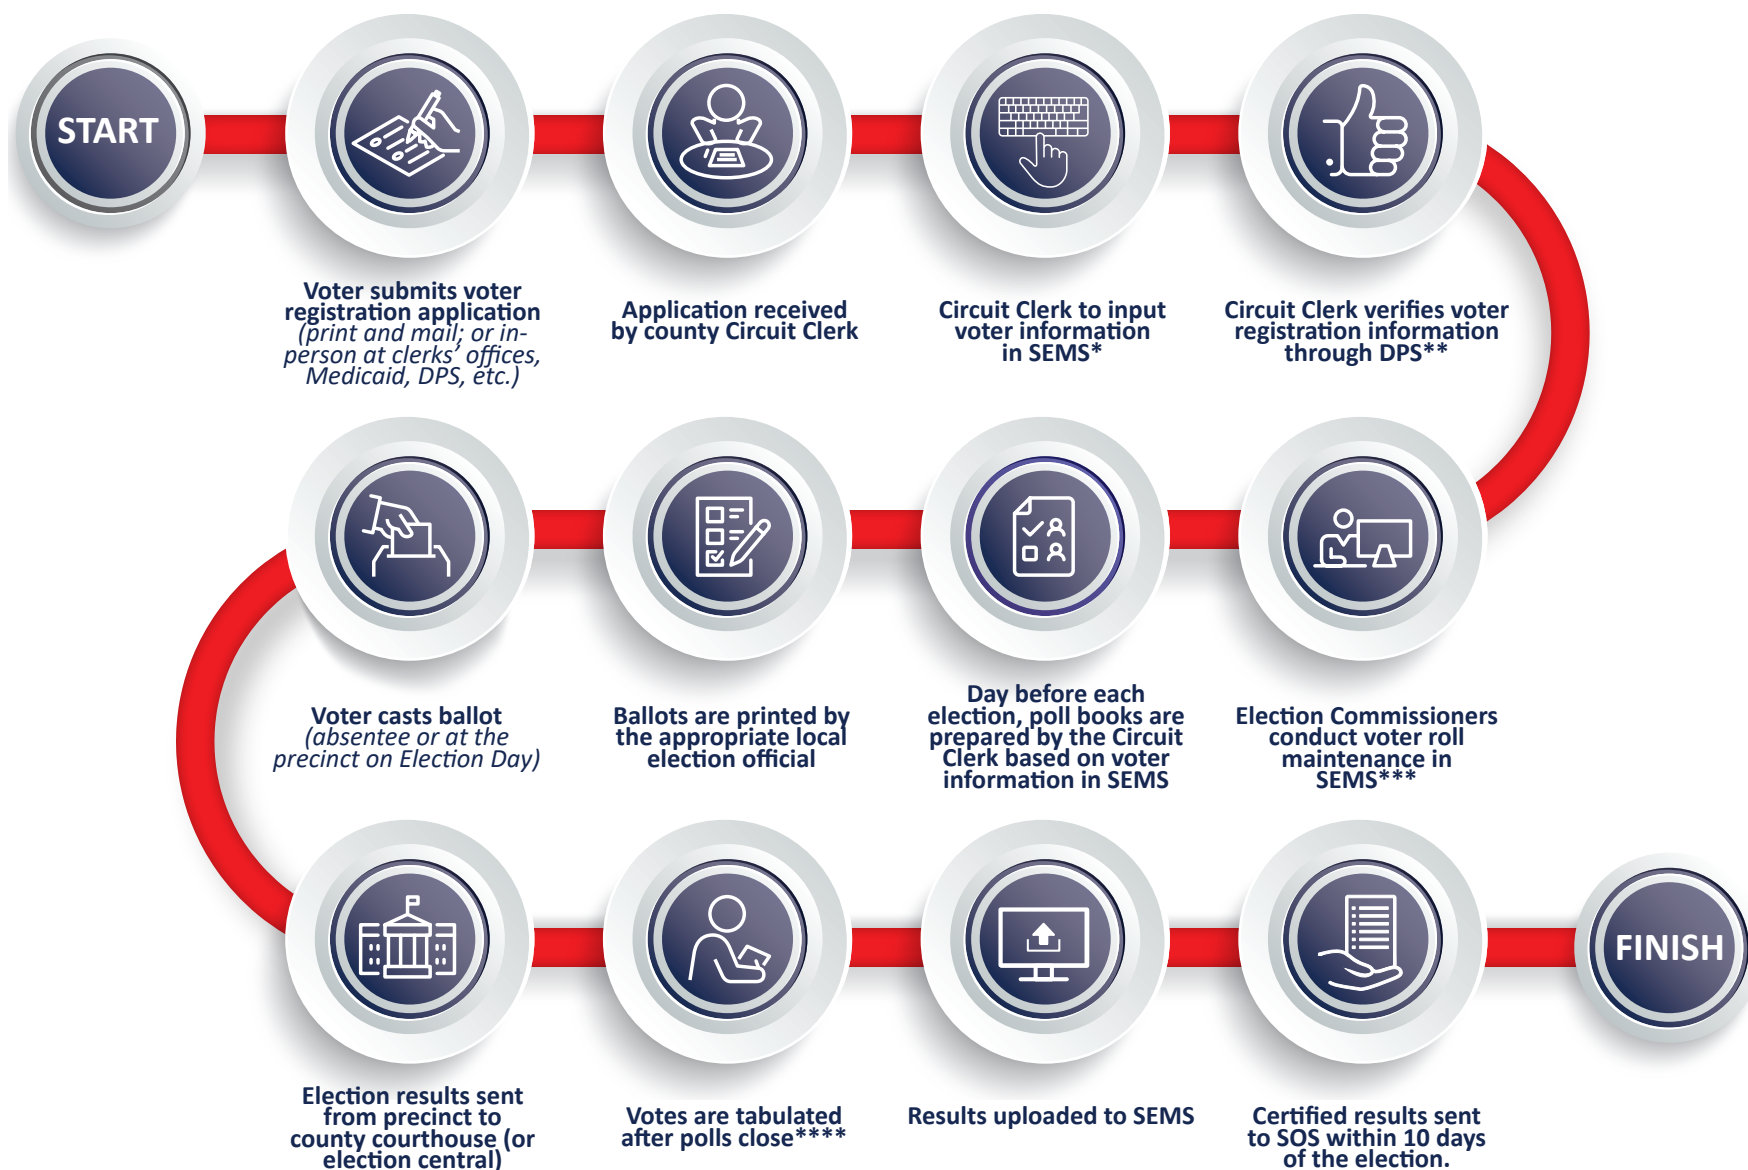 START
Voter submits voter
registration application
(print and mail; or in-
person at clerks' offices,
Medicaid, DPS, etc.)
Application received
by county Circuit Clerk
Circuit Clerk to input
voter information
in SEMS*
Circuit Clerk verifies voter
registration information
through DPS**
Election Commissioners
conduct voter roll
maintenance in
SEMS***
Day before each
election, poll books are
prepared by the Circuit
Clerk based on voter
information in SEMS
Ballots are printed by
the appropriate local
election official
Voter casts ballot
(absentee or at the
precinct on Election Day)
Election results sent
from precinct to
county courthouse (or
election central)
Votes are tabulated
after polls close****
Results uploaded to SEMS
Certified results sent
to SOS within 10 days
of the election.
FINISH